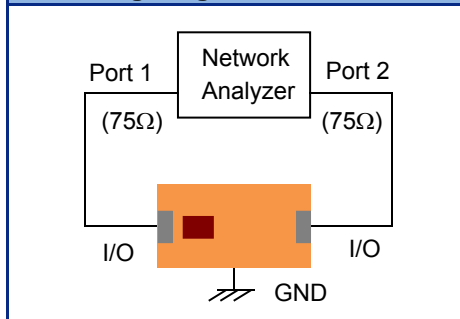 Network
Analyzer
Port 1
Port 2
(75Ω)
(75Ω)
I/O
I/O
GND